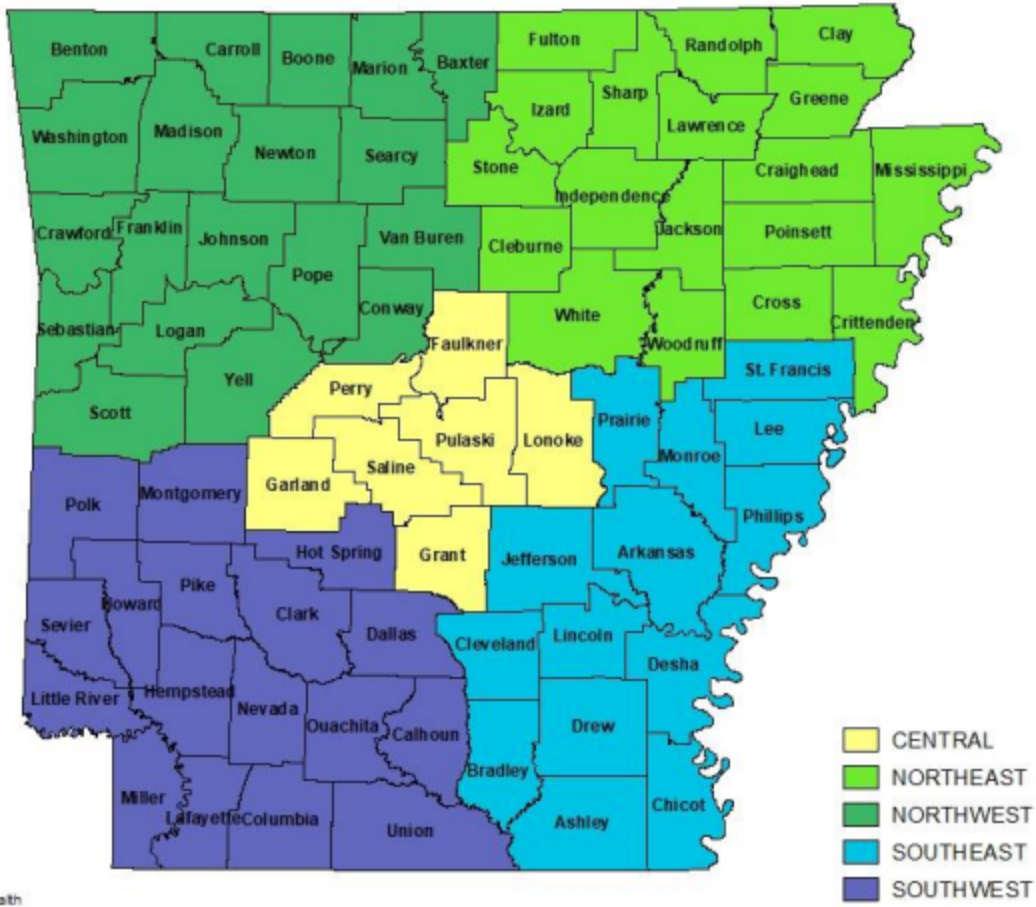 Benton
Carroll
Boone
Marion
Baxter
Fulton
Randolph
Clay
Sharp
Greene
Izard
Lawrence
Washington
Madison
Newton
Searcy
Stone
Independence
Craighead
Mississippi
Crawford
Franklin
Johnson
Van Buren
Cleburne
Jackson
Poinsett
Pope
Conway
White
Cross
Crittenden
Sebastian
Logan
Faulkner
Woodruff
St. Francis
Yell
Perry
Scott
Prairie
Lee
Pulaski
Lonoke
Monroe
Saline
Garland
Polk
Montgomery
Phillips
Hot Spring
Grant
Jefferson
Arkansas
Pike
Howard
Clark
Sevier
Dallas
Cleveland
Lincoln
Desha
Little River
Hempstead
Nevada
Ouachita
Calhoun
Drew
Bradley
Miller
Lafayette
Columbia
Union
Ashley
Chicot
CENTRAL
NORTHEAST
NORTHWEST
SOUTHEAST
SOUTHWEST
alth